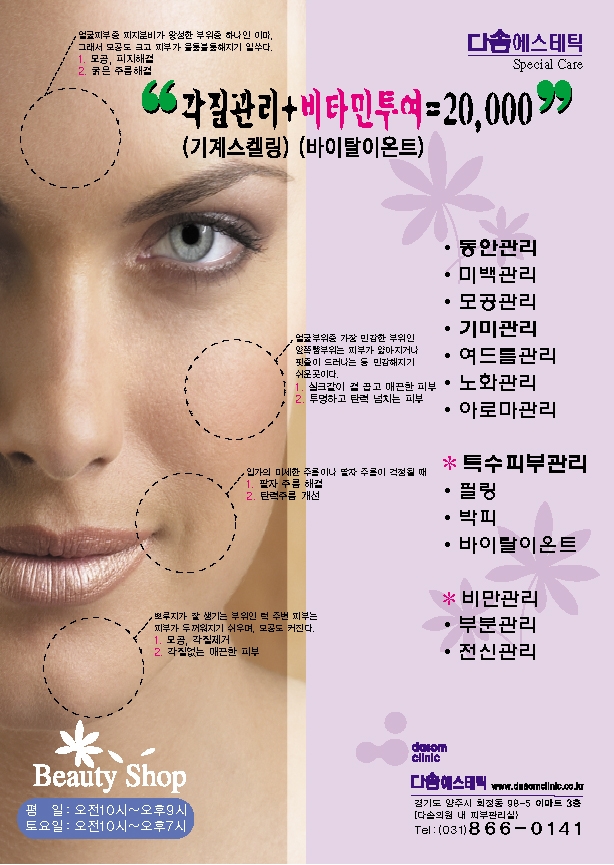 얼굴피부중 피지분비가 왕성한 부위중 하나인 이마,
그래서 모공도 크고 피부가 울퉁불퉁해지기 일쑤다.
1. 모공, 피지해결
2. 굵은 주름해결
다솜에스테틱
Special Care
“각질관리+비타민투여=20,000”
(기계스켈링) (바이탈이온트)
• 동안관리
• 미백관리
• 모공관리
• 기미관리
• 여드름관리
• 노화관리
• 아로마관리
얼굴부위중 가장 민감한 부위인
양쪽뺨부위는 피부가 얇아지거나
핏줄이 드러나는 등 민감해지기
쉬운곳이다.
1. 실크같이 결 곱고 매끈한 피부
2. 투명하고 탄력 넘치는 피부
입가의 미세한 주름이나 팔자 주름이 걱정될 때
1. 팔자 주름 해결
2. 탄력주름 개선
* 특수피부관리
• 필링
• 박피
• 바이탈이온트
* 비만관리
• 부분관리
• 전신관리
뽀루지가 잘 생기는 부위인 턱 주변 피부는
피부가 두꺼워지기 쉬우며, 모공도 커진다.
1. 모공, 각질제거
2. 각질없는 매끈한 피부
Beauty Shop
평 일 : 오전10시~오후9시
토요일 : 오전10시~오후7시
dasom
clinic
다솜에스테틱 www.dasomclinic.co.kr
경기도 양주시 회정동 98-5 이마트 3층
(다솜의원 내 피부관리실)
Tel : (031) 866-0141